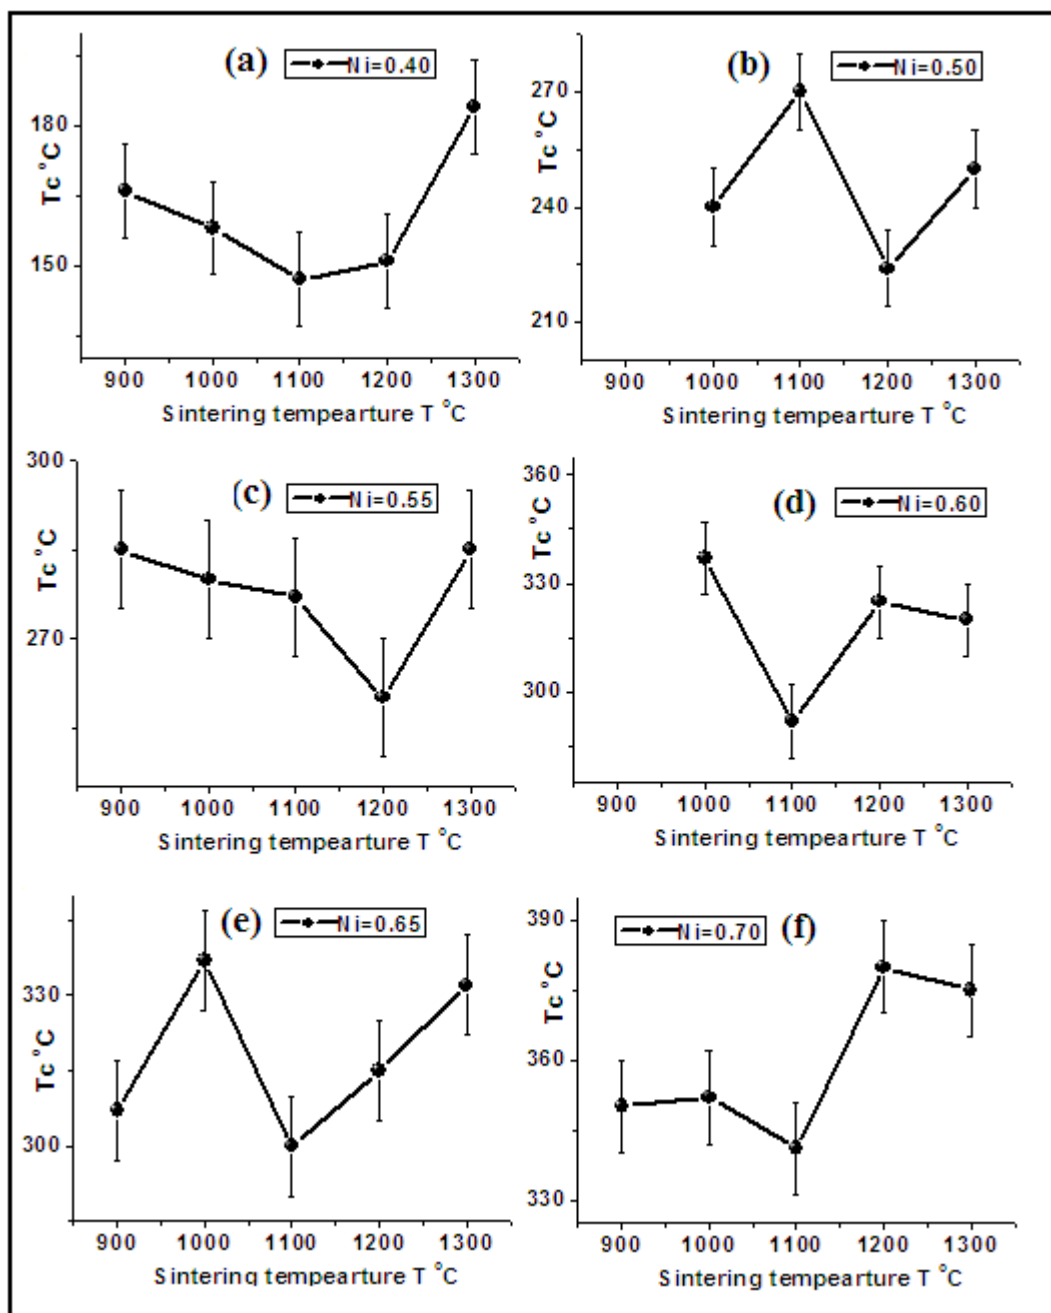 (a) Ni=0.40
Tc °C
180
150
900 1000 1100 1200 1300
Sintering tempearture T °C
(b) Ni=0.50
Tc °C
270
240
210
900 1000 1100 1200 1300
Sintering tempearture T °C
(c) Ni=0.55
Tc °C
300
270
900 1000 1100 1200 1300
Sintering tempearture T °C
(d) Ni=0.60
Tc °C
360
330
300
900 1000 1100 1200 1300
Sintering tempearture T °C
(e) Ni=0.65
Tc °C
330
300
900 1000 1100 1200 1300
Sintering tempearture T °C
Ni=0.70 (f)
Tc °C
390
360
330
900 1000 1100 1200 1300
Sintering tempearture T °C